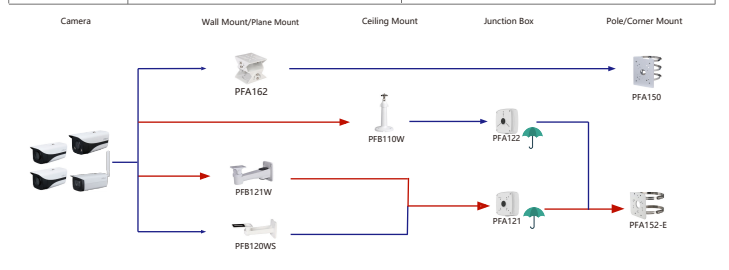 Camera Wall Mount/Plane Mount Ceiling Mount Junction Box Pole/Corner Mount
PFA162
PFA150
PFB110W
PFA122
PFB121W
PFA121
PFA152-E
PFB120WS